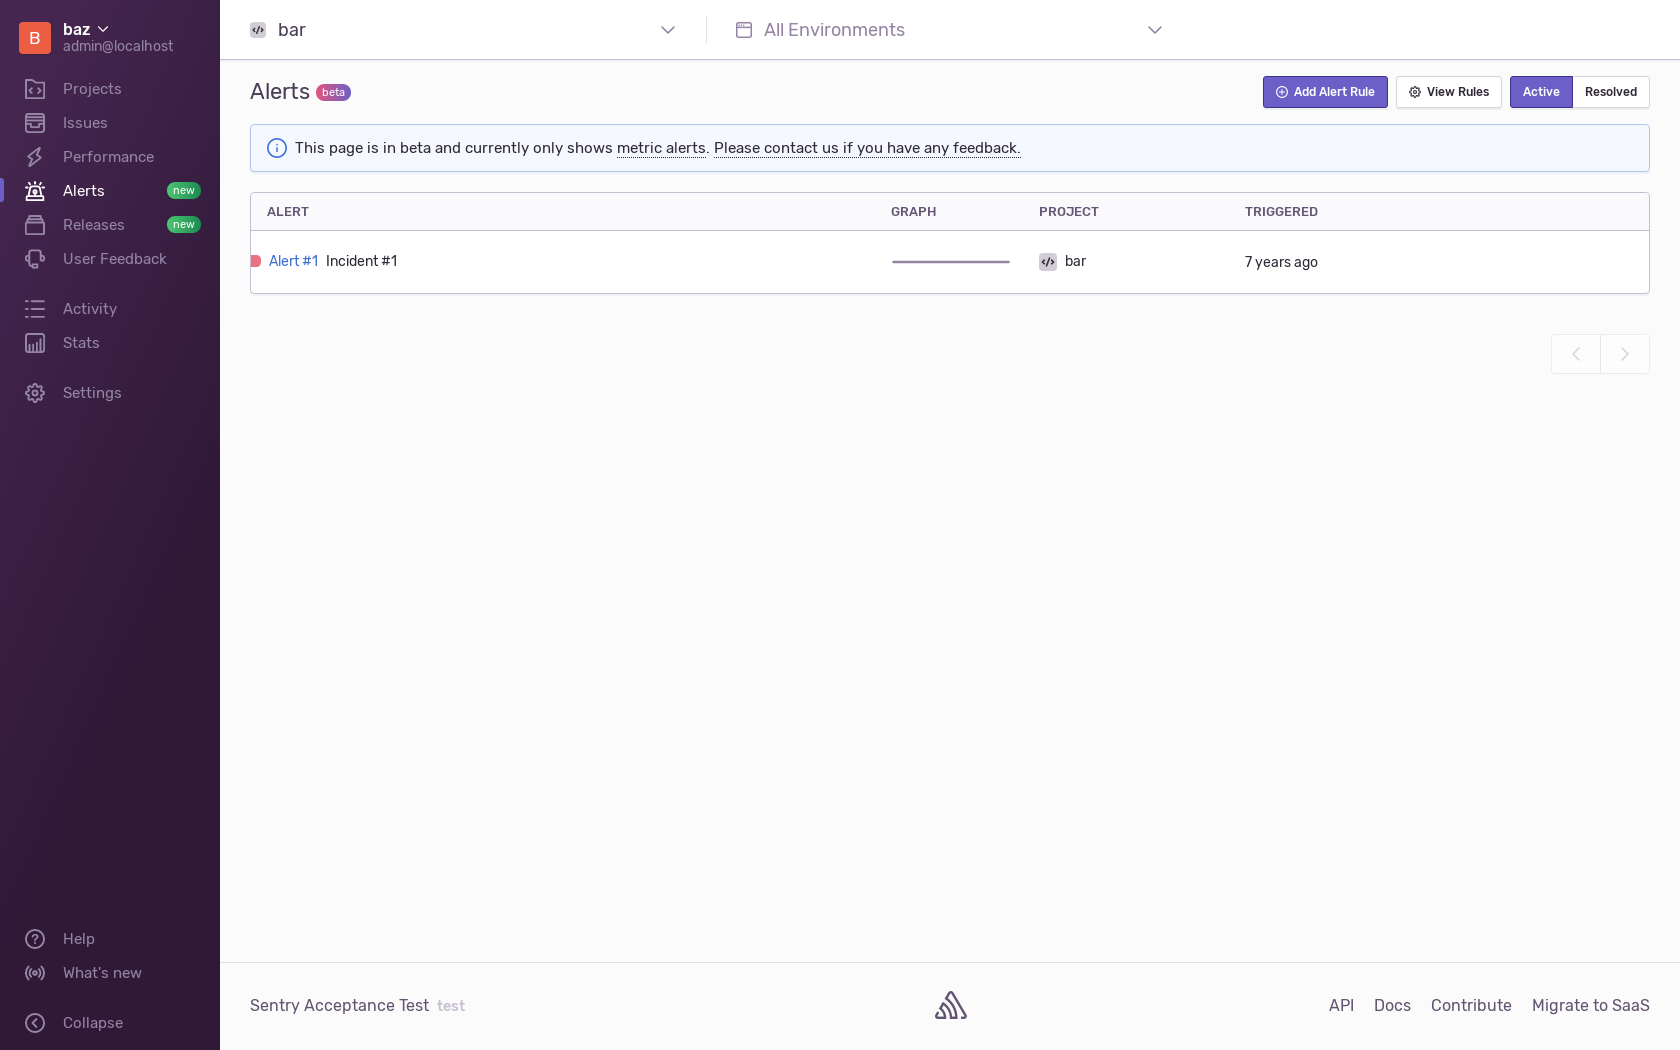 B
baz
admin@localhost
Projects
Issues
Performance
Alerts new
Releases new
User Feedback
Activity
Stats
Settings
Help
What's new
Collapse
bar
All Environments
Alerts beta
Add Alert Rule
View Rules
Active
Resolved
This page is in beta and currently only shows metric alerts. Please contact us if you have any feedback.
ALERT GRAPH PROJECT TRIGGERED
Alert #1 Incident #1 bar 7 years ago
Sentry Acceptance Test test
API Docs Contribute Migrate to SaaS